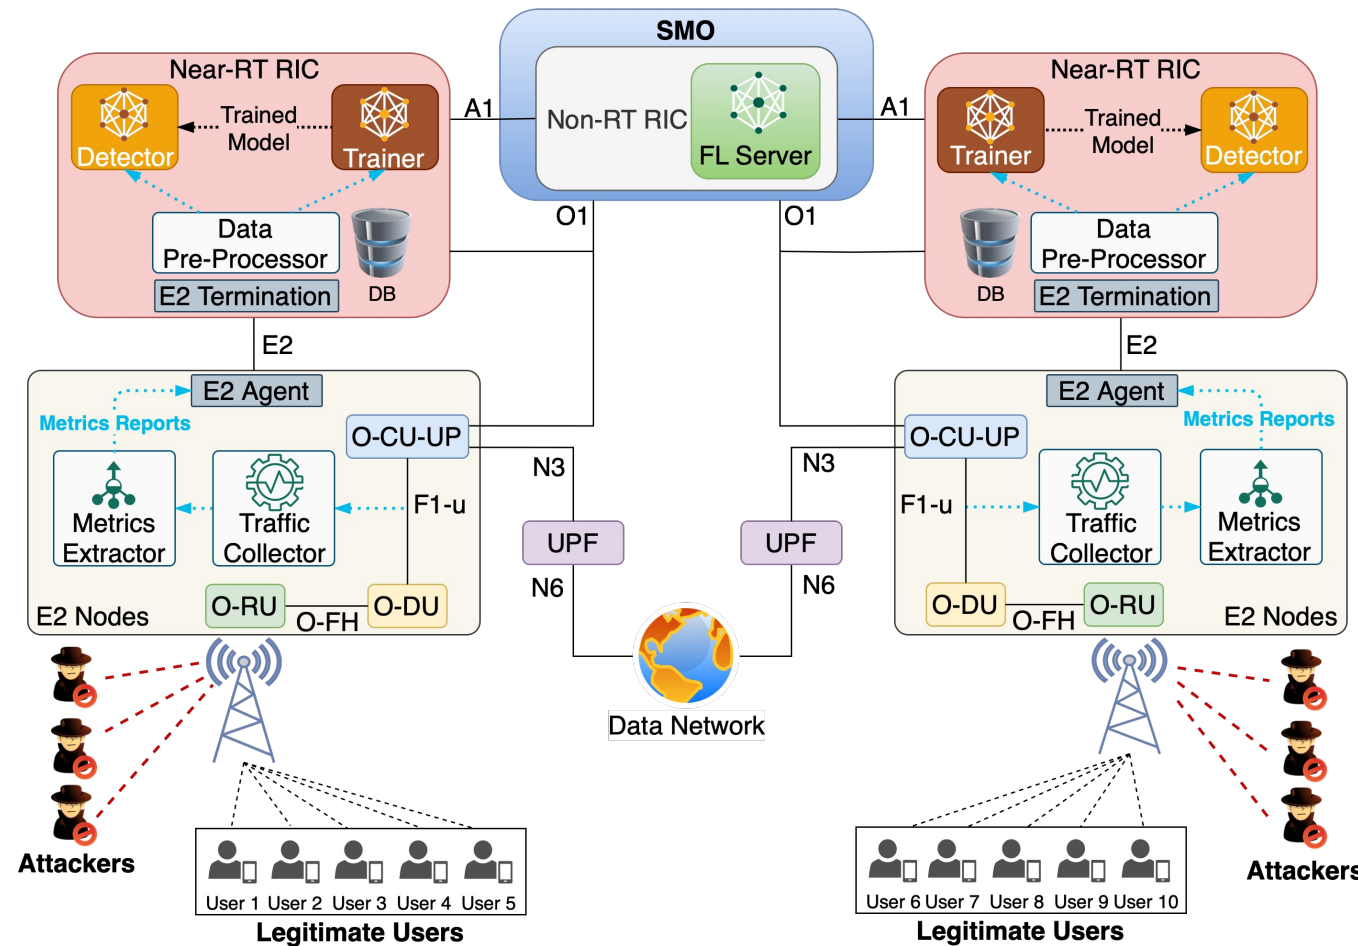 SMO
Near-RT RIC
Near-RT RIC
A1
A1
Non-RT RIC
FL Server
Detector
Trained
Model
Trainer
Trainer
Trained
Model
Detector
O1
O1
Data
Pre-Processor
DB
E2 Termination
Data
Pre-Processor
DB
E2 Termination
E2
E2
E2 Agent
Metrics Reports
O-CU-UP
E2 Agent
Metrics Reports
O-CU-UP
N3
N3
F1-u
F1-u
Metrics
Extractor
Traffic
Collector
Traffic
Collector
Metrics
Extractor
UPF
UPF
N6
N6
O-RU
O-FH
O-DU
E2 Nodes
O-DU
O-FH
O-RU
E2 Nodes
Data Network
Attackers
Attackers
User 1 User 2 User 3 User 4 User 5
Legitimate Users
User 6 User 7 User 8 User 9 User 10
Legitimate Users